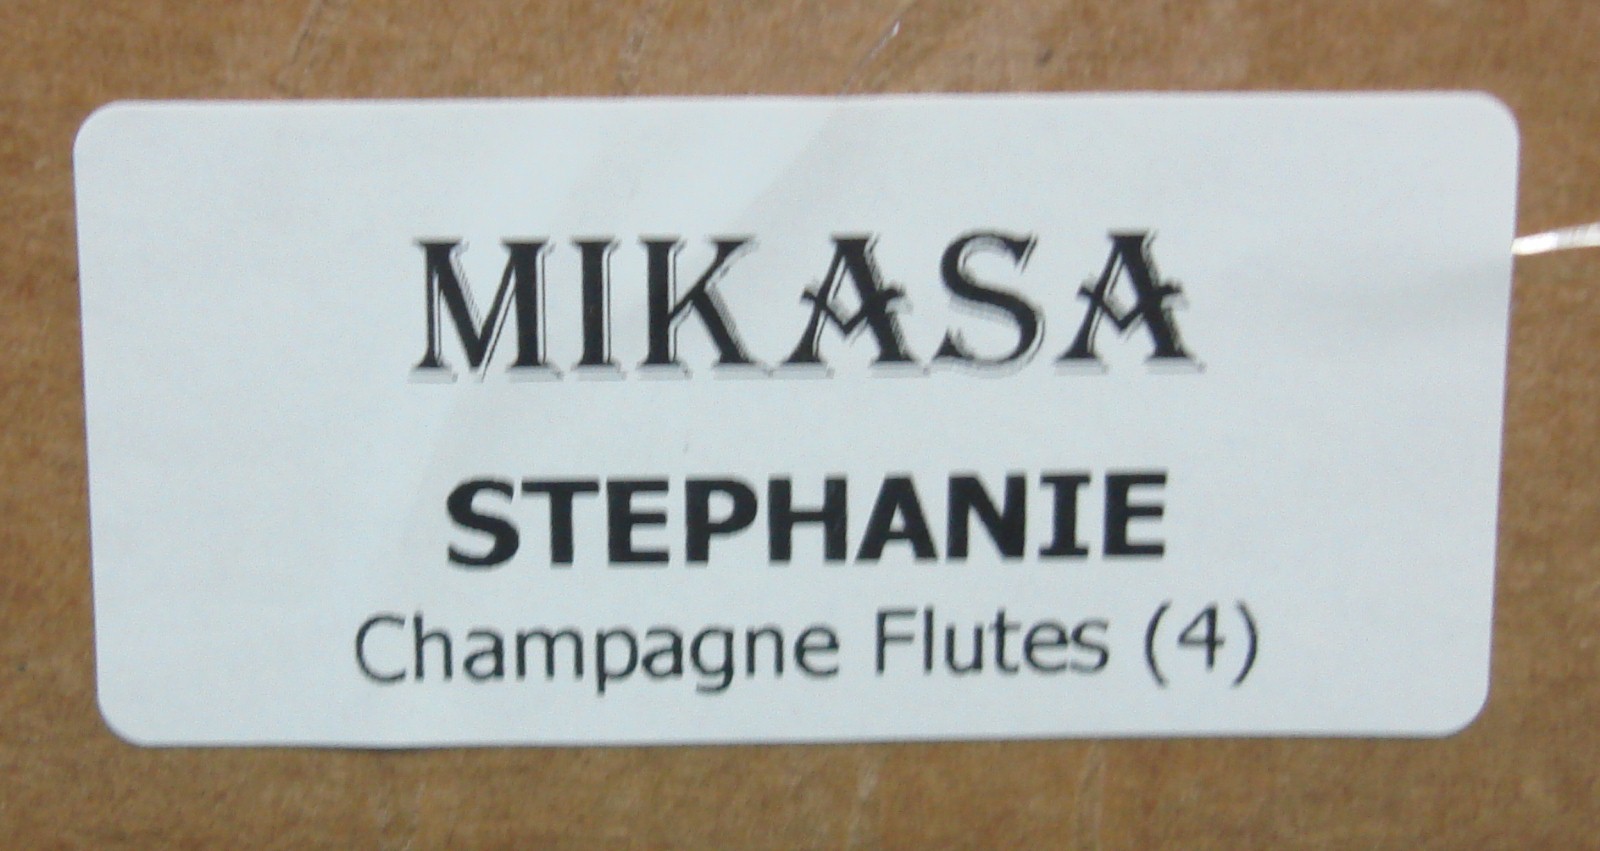 MIKASA
STEPHANIE
Champagne Flutes (4)